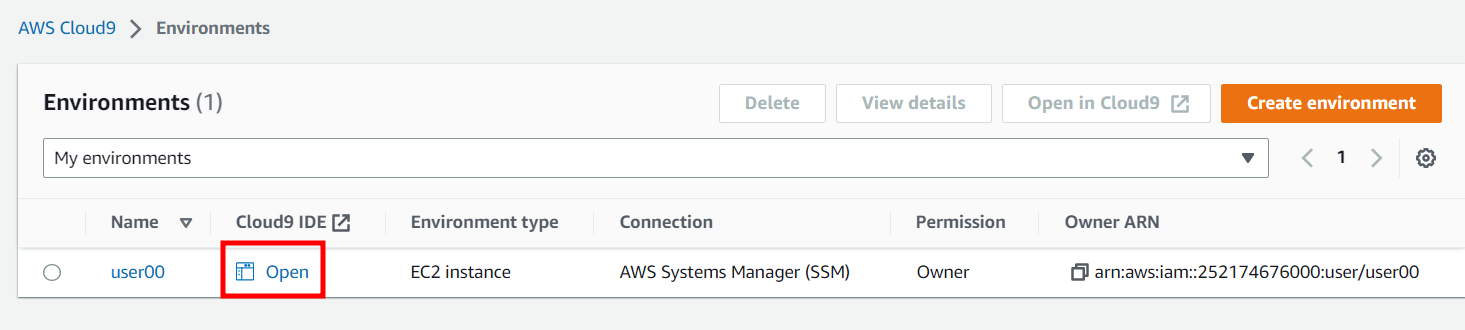 AWS Cloud9 > Environments
Environments (1) Delete View details Open in Cloud9 Create environment
My environments 1
Name Cloud9 IDE Environment type Connection Permission Owner ARN
user00 Open EC2 instance AWS Systems Manager (SSM) Owner arn:aws:iam::252174676000:user/user00